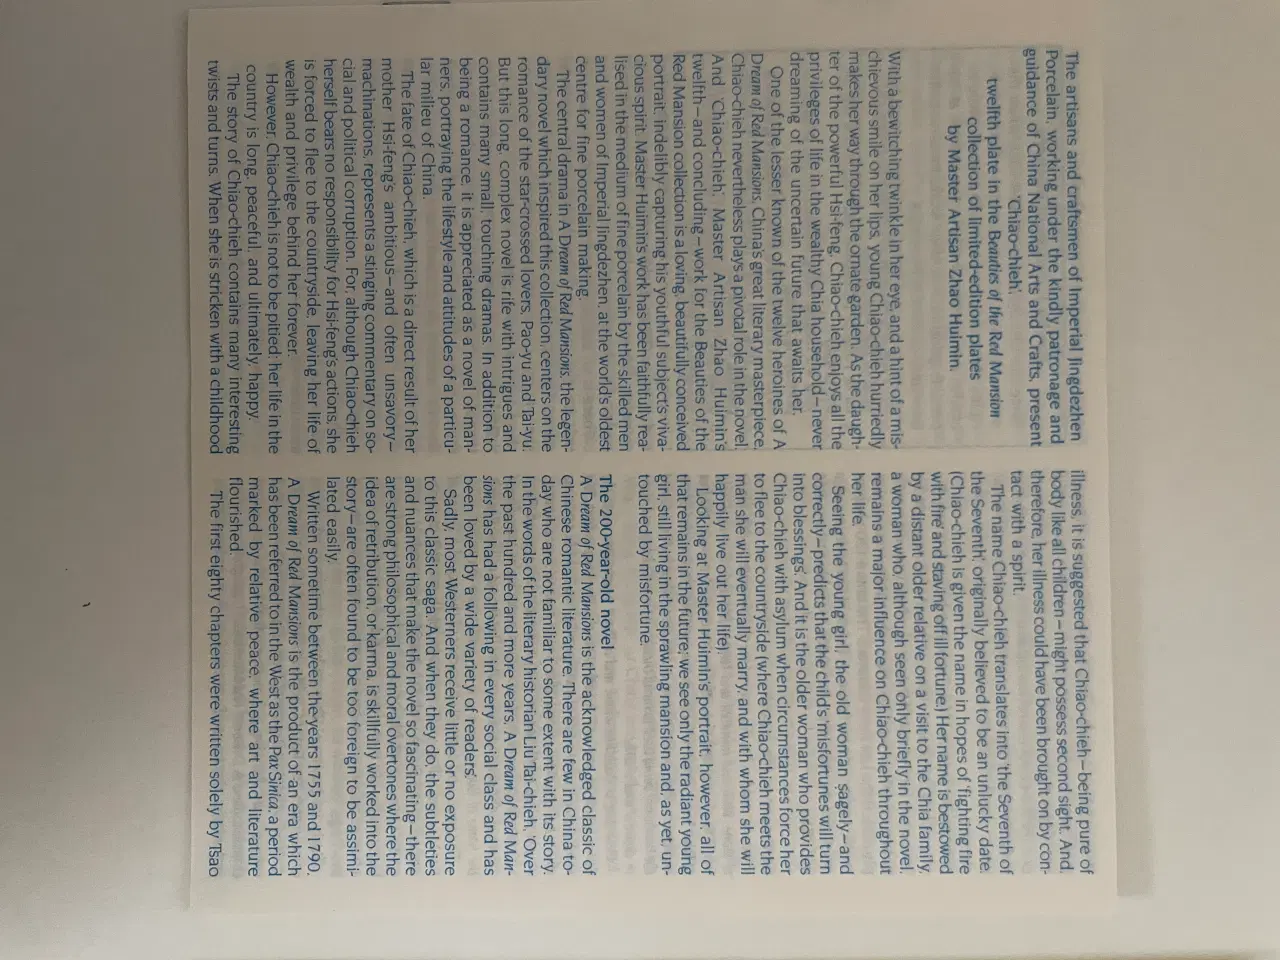 The artisans and craftsmen of Imperial Jingdezhen
Porcelain, working under the kindly patronage and
guidance of China National Arts and Crafts, present
'Chiao-chieh',
twelfth plate in the Beauties of the Red Mansion
collection of limited-edition plates
by Master Artisan Zhao Huimin.
With a bewitching twinkle in her eye, and a hint of a mis-
chievous smile on her lips, young Chiao-chieh hurriedly
makes her way through the ornate garden. As the daugh-
ter of the powerful Hsi-feng, Chiao-chieh enjoys all the
privileges of life in the wealthy Chia household—never
dreaming of the uncertain future that awaits her.
One of the lesser known of the twelve heroines of A
Dream of Red Mansions, China's great literary masterpiece,
Chiao-chieh nevertheless plays a pivotal role in the novel.
And 'Chiao-chieh', Master Artisan Zhao Huimin's
twelfth—and concluding—work for the Beauties of the
Red Mansion collection is a loving, beautifully conceived
portrait, indelibly capturing his youthful subject's viva-
cious spirit. Master Huimin's work has been faithfully rea-
lised in the medium of fine porcelain by the skilled men
and women of Imperial Jingdezhen, at the world's oldest
centre for fine porcelain making.
The central drama in A Dream of Red Mansions, the legen-
dary novel which inspired this collection, centers on the
romance of the star-crossed lovers, Pao-yu and Tai-yu.
But this long, complex novel is rife with intrigues and
contains many small, touching dramas. In addition to
being a romance, it is appreciated as a novel of man-
ners, portraying the lifestyle and attitudes of a particu-
lar milieu of China.
The fate of Chiao-chieh, which is a direct result of her
mother Hsi-feng's ambitious—and often unsavory—
machinations, represents a stinging commentary on so-
cial and political corruption. For, although Chiao-chieh
herself bears no responsibility for Hsi-feng's actions, she
is forced to flee to the countryside, leaving her life of
wealth and privilege behind her forever.
However, Chiao-chieh is not to be pitied; her life in the
country is long, peaceful, and ultimately, happy.
The story of Chiao-chieh contains many interesting
twists and turns. When she is stricken with a childhood
illness, it is suggested that Chiao-chieh—being pure of
body like all children—might possess second sight. And,
therefore, her illness could have been brought on by con-
tact with a spirit.
The name Chiao-chieh translates into 'the Seventh of
the Seventh', originally believed to be an unlucky date.
(Chiao-chieh is given the name in hopes of 'fighting fire
with fire' and staving off ill fortune.) Her name is bestowed
by a distant older relative on a visit to the Chia family,
a woman who, although seen only briefly in the novel,
remains a major influence on Chiao-chieh throughout
her life.
Seeing the young girl, the old woman sagely—and
correctly—predicts that the child's 'misfortunes will turn
into blessings'. And it is the older woman who provides
Chiao-chieh with asylum when circumstances force her
to flee to the countryside (where Chiao-chieh meets the
man she will eventually marry, and with whom she will
happily live out her life).
Looking at Master Huimin's portrait, however, all of
that remains in the future; we see only the radiant young
girl, still living in the sprawling mansion and, as yet, un-
touched by misfortune.
The 200-year-old novel
A Dream of Red Mansions is the acknowledged classic of
Chinese romantic literature. There are few in China to-
day who are not familiar to some extent with its story.
In the words of the literary historian Liu Tai-chieh, 'Over
the past hundred and more years, A Dream of Red Man-
sions has had a following in every social class and has
been loved by a wide variety of readers'.
Sadly, most Westerners receive little or no exposure
to this classic saga. And when they do, the subtleties
and nuances that make the novel so fascinating—there
are strong philosophical and moral overtones where the
idea of retribution, or karma, is skillfully worked into the
story—are often found to be too foreign to be assimi-
lated easily.
Written sometime between the years 1755 and 1790,
A Dream of Red Mansions is the product of an era which
has been referred to in the West as the Pax Sinica, a period
marked by relative peace, where art and literature
flourished.
The first eighty chapters were written solely by Tsao